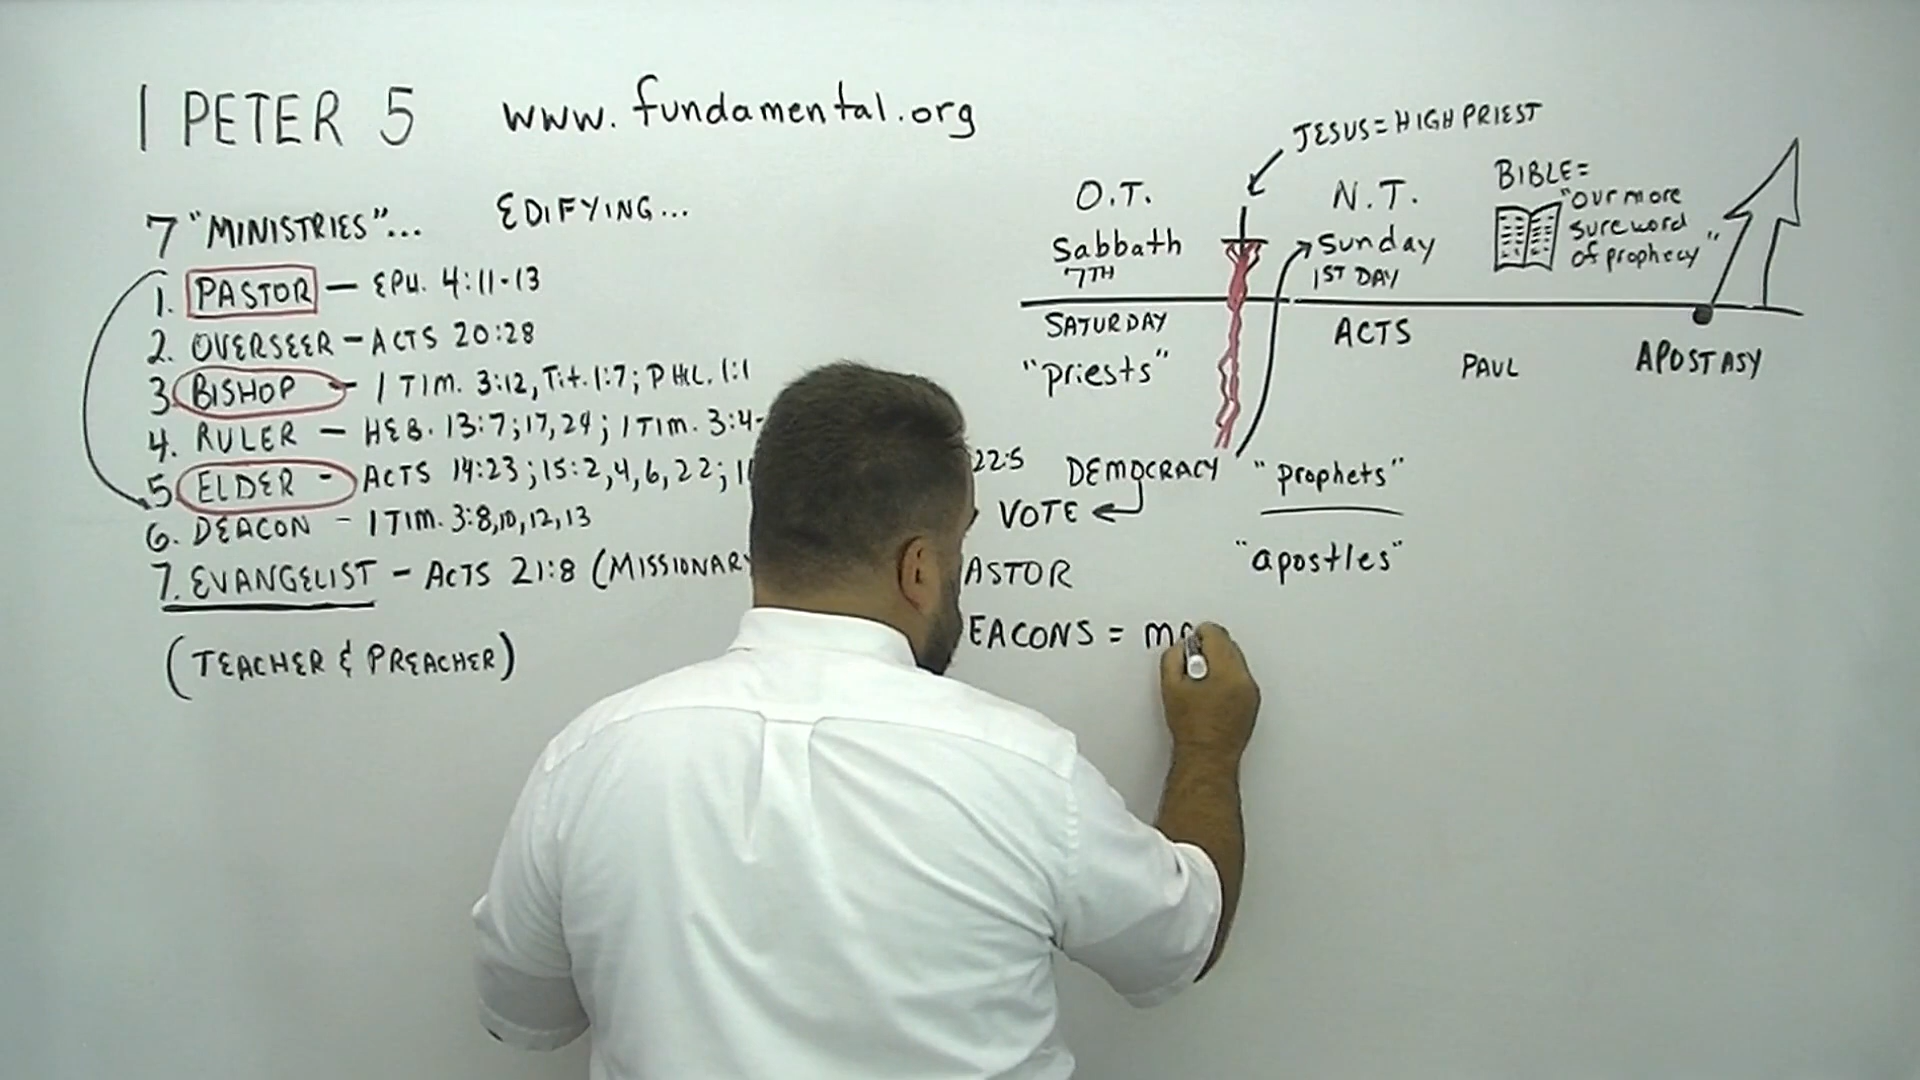 1 PETER 5
www.fundamental.org
7 "MINISTRIES"... EDIFYING...
1. PASTOR — EPH. 4:11-13
2. OVERSEER — ACTS 20:28
3. BISHOP — 1 TIM. 3:12, Tit. 1:7; PHIL. 1:1
4. RULER — HEB. 13:7;17,24; 1 TIM. 3:4-
5. ELDER - ACTS 14:23; 15:2,4,6,22; 22:5
6. DEACON - 1 TIM. 3:8,10,12,13
7. EVANGELIST - ACTS 21:8 (MISSIONARY
(TEACHER & PREACHER)
JESUS = HIGH PRIEST
O.T.
Sabbath
7TH
SATURDAY
"priests"
N.T.
Sunday
1ST DAY
ACTS
PAUL
BIBLE =
"our more
sure word
of prophecy"
APOSTASY
DEMOCRACY
VOTE
ASTOR
EACONS =
"prophets"
"apostles"